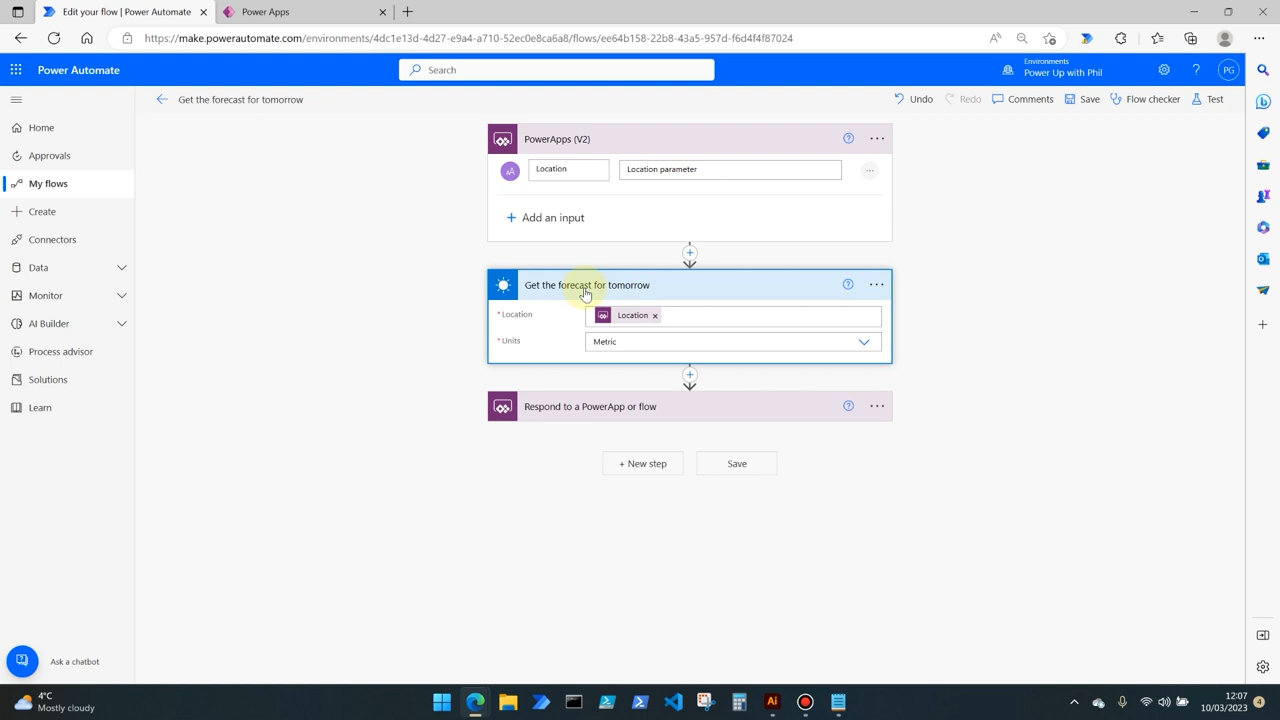 Edit your flow | Power Automate
Power Apps
https://make.powerautomate.com/environments/4dc1e13d-4d27-e9a4-a710-52ec0e8ca6a8/flows/ee64b158-22b8-43a5-957d-f6d4f4f87024
Power Automate
Search
Environments
Power Up with Phil
PG
Get the forecast for tomorrow
Undo
Redo
Comments
Save
Flow checker
Test
Home
Approvals
My flows
Create
Connectors
Data
Monitor
AI Builder
Process advisor
Solutions
Learn
Ask a chatbot
PowerApps (V2)
AA
Location
Location parameter
Add an input
Get the forecast for tomorrow
* Location
Location
* Units
Metric
Respond to a PowerApp or flow
+ New step
Save
4°C
Mostly cloudy
Ai
12:07
10/03/2023
4